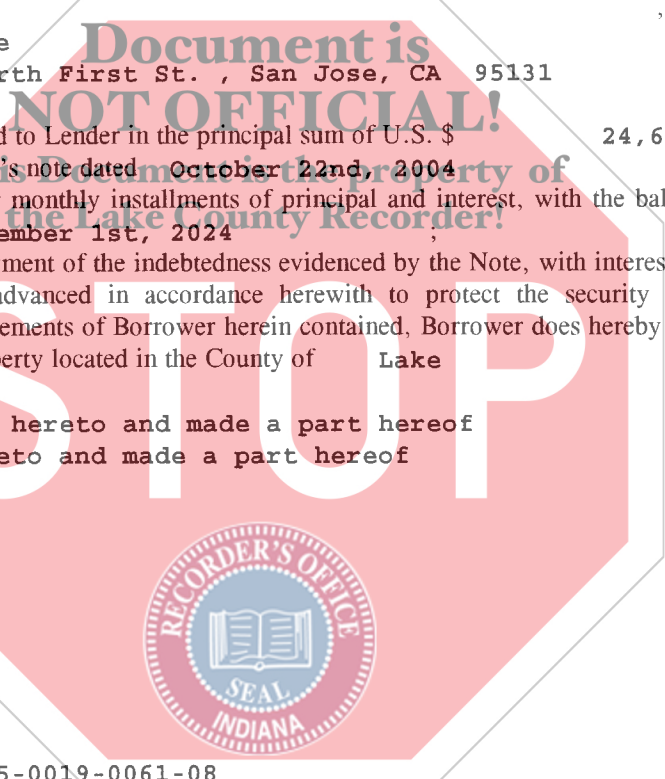 ,
e
Document is
rth First St. , San Jose, CA 95131
NOT OFFICIAL!
d to Lender in the principal sum of U.S. $ 24,6
's note dated October 22nd, 2004
is Document is the property of
monthly installments of principal and interest, with the bal
the Lake County Recorder!
ember 1st, 2024 ;
ment of the indebtedness evidenced by the Note, with interes
advanced in accordance herewith to protect the security
ements of Borrower herein contained, Borrower does hereby
erty located in the County of Lake
STOP
hereto and made a part hereof
eto and made a part hereof
RECORDER'S OFFICE
SEAL
INDIANA
5-0019-0061-08